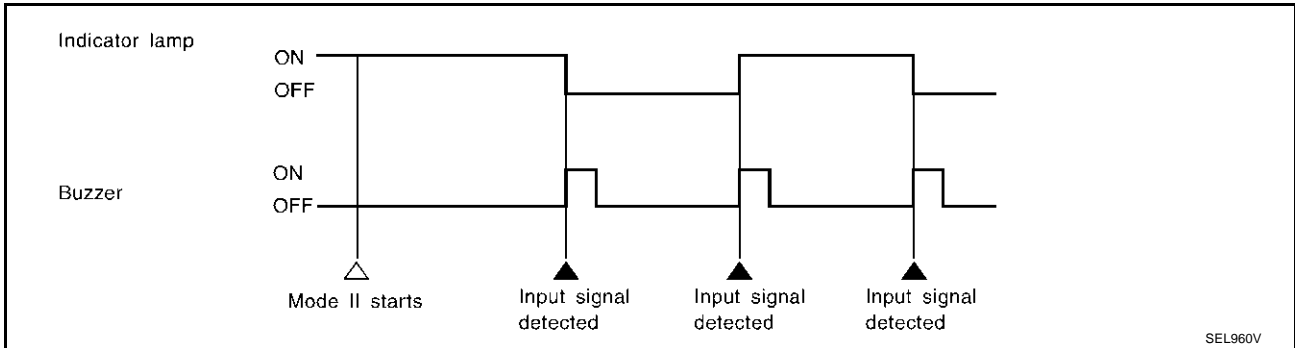 Indicator lamp
ON
OFF
Buzzer
ON
OFF
Mode II starts
Input signal
detected
Input signal
detected
Input signal
detected
SEL960V